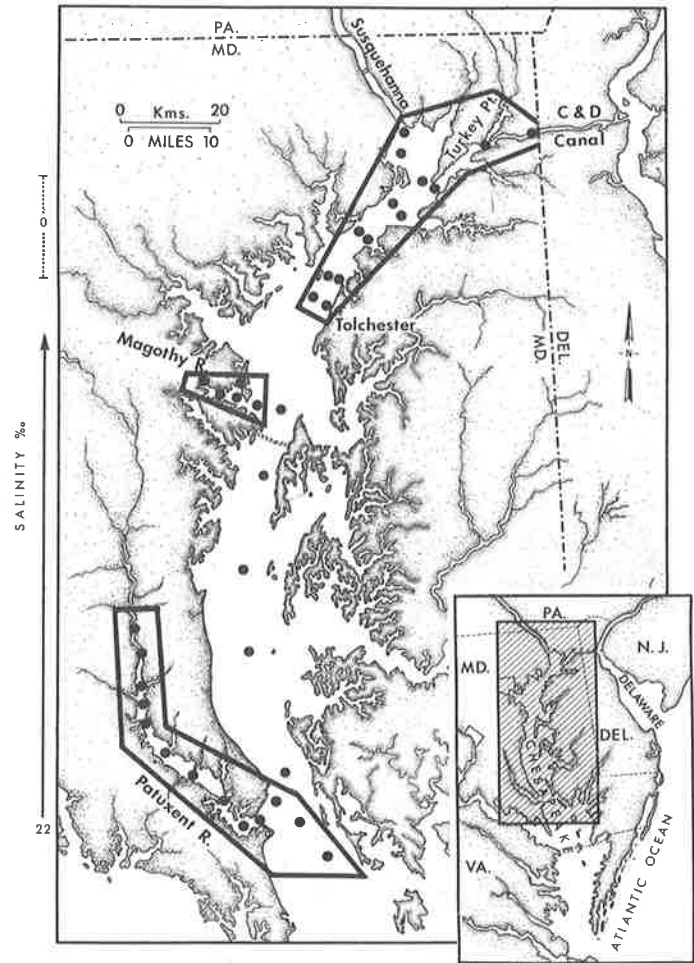 PA.
MD.
Susquehanna
0 Kms. 20
0 MILES 10
Turkey Pt.
C & D
Canal
0
Tolchester
Magothy R.
DEL.
MD.
N
SALINITY ‰
22
Patuxent R.
PA.
N. J.
MD.
DELAWARE
DEL.
CHESAPEAKE
VA.
ATLANTIC OCEAN